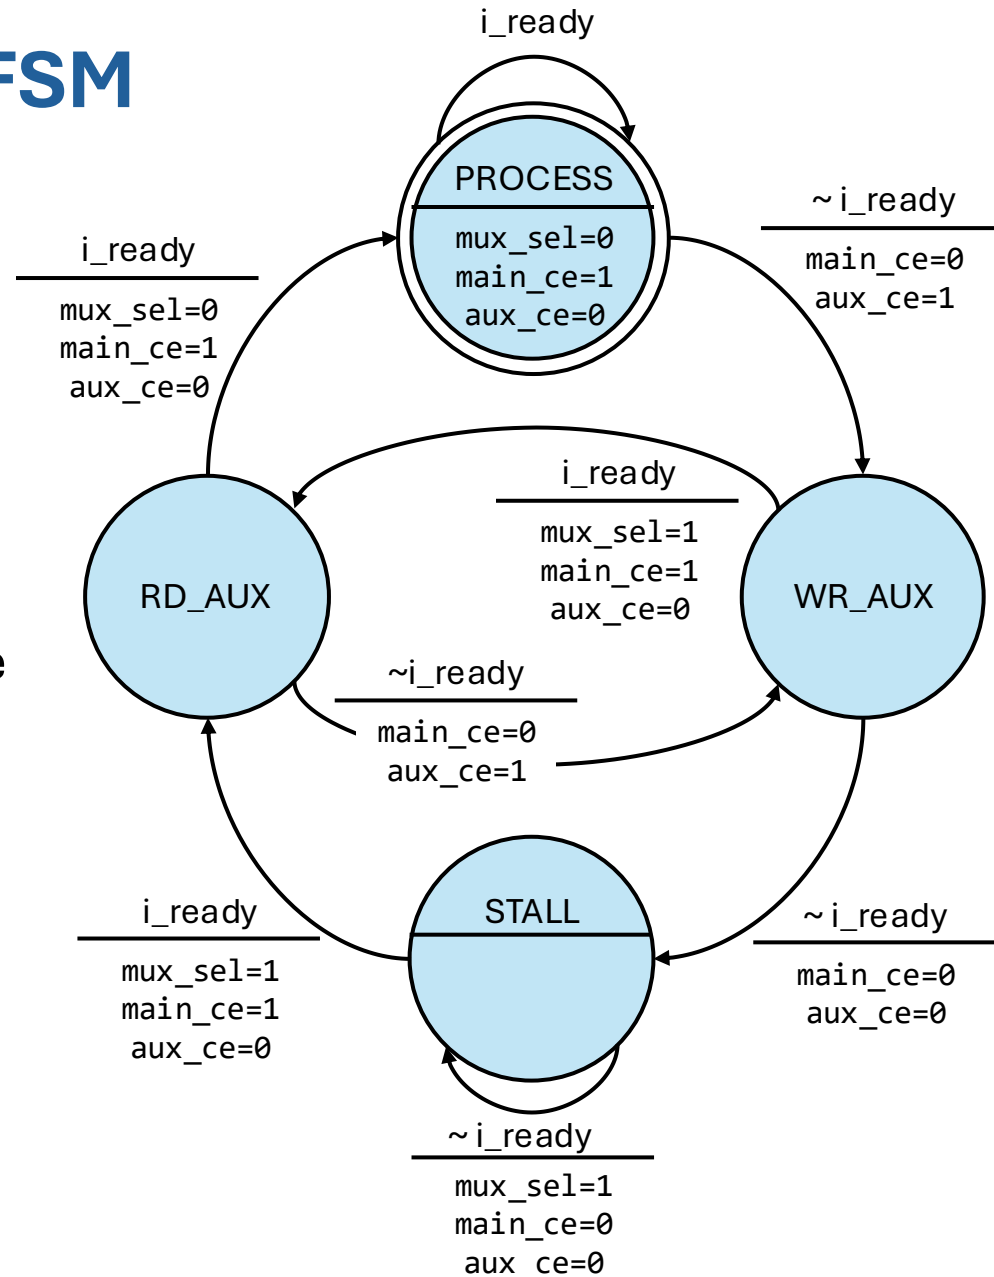 FSM
i_ready
PROCESS
mux_sel=0
main_ce=1
aux_ce=0
~ i_ready
main_ce=0
aux_ce=1
i_ready
mux_sel=0
main_ce=1
aux_ce=0
i_ready
mux_sel=1
main_ce=1
aux_ce=0
RD_AUX
WR_AUX
e
~i_ready
main_ce=0
aux_ce=1
STALL
i_ready
mux_sel=1
main_ce=1
aux_ce=0
~ i_ready
main_ce=0
aux_ce=0
~ i_ready
mux_sel=1
main_ce=0
aux ce=0